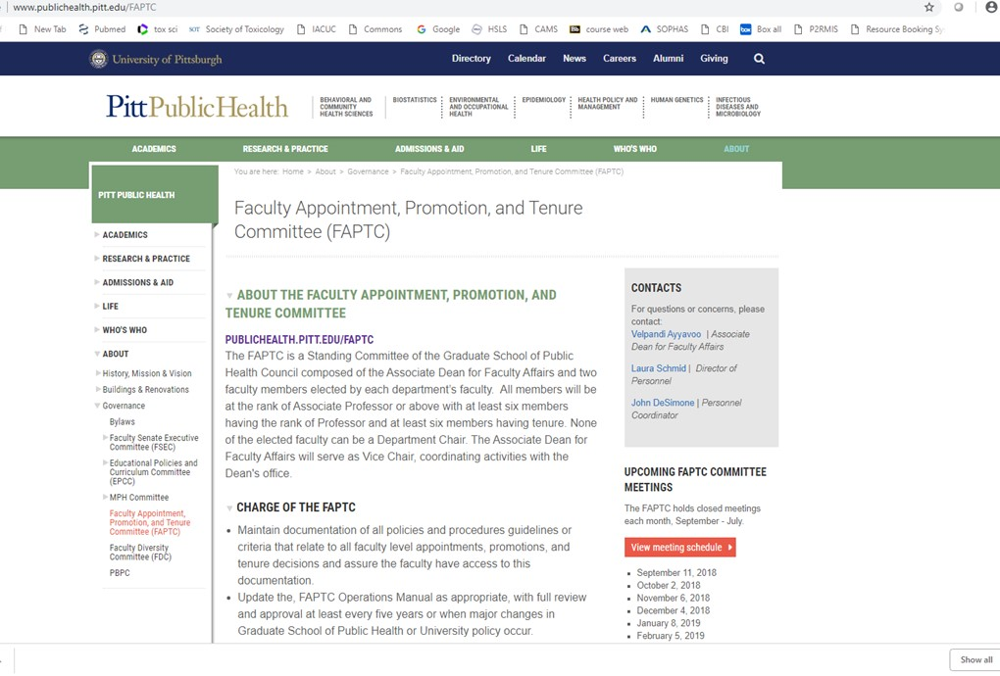 www.publichealth.pitt.edu/FAPTC
New Tab Pubmed tox sci SOT Society of Toxicology IACUC Commons Google HSLS CAMS course web SOPHAS CBI Box all P2RMIS Resource Booking
University of Pittsburgh
Directory Calendar News Careers Alumni Giving
PittPublicHealth
BEHAVIORAL AND
COMMUNITY
HEALTH SCIENCES
BIOSTATISTICS
ENVIRONMENTAL
AND OCCUPATIONAL
HEALTH
EPIDEMIOLOGY
HEALTH POLICY AND
MANAGEMENT
HUMAN GENETICS
INFECTIOUS
DISEASES AND
MICROBIOLOGY
ACADEMICS RESEARCH & PRACTICE ADMISSIONS & AID LIFE WHO'S WHO ABOUT
PITT PUBLIC HEALTH
ACADEMICS
RESEARCH & PRACTICE
ADMISSIONS & AID
LIFE
WHO'S WHO
ABOUT
History, Mission & Vision
Buildings & Renovations
Governance
Bylaws
Faculty Senate Executive
Committee (FSEC)
Educational Policies and
Curriculum Committee
(EPCC)
MPH Committee
Faculty Appointment,
Promotion, and Tenure
Committee (FAPTC)
Faculty Diversity
Committee (FDC)
PBPC
You are here: Home > About > Governance > Faculty Appointment, Promotion, and Tenure Committee (FAPTC)
Faculty Appointment, Promotion, and Tenure
Committee (FAPTC)
ABOUT THE FACULTY APPOINTMENT, PROMOTION, AND
TENURE COMMITTEE
PUBLICHEALTH.PITT.EDU/FAPTC
The FAPTC is a Standing Committee of the Graduate School of Public
Health Council composed of the Associate Dean for Faculty Affairs and two
faculty members elected by each department's faculty.  All members will be
at the rank of Associate Professor or above with at least six members
having the rank of Professor and at least six members having tenure. None
of the elected faculty can be a Department Chair. The Associate Dean for
Faculty Affairs will serve as Vice Chair, coordinating activities with the
Dean's office.
CHARGE OF THE FAPTC
• Maintain documentation of all policies and procedures guidelines or
criteria that relate to all faculty level appointments, promotions, and
tenure decisions and assure the faculty have access to this
documentation.
• Update the, FAPTC Operations Manual as appropriate, with full review
and approval at least every five years or when major changes in
Graduate School of Public Health or University policy occur.
CONTACTS
For questions or concerns, please
contact:
Velpandi Ayyavoo | Associate
Dean for Faculty Affairs
Laura Schmid | Director of
Personnel
John DeSimone | Personnel
Coordinator
UPCOMING FAPTC COMMITTEE
MEETINGS
The FAPTC holds closed meetings
each month, September - July.
View meeting schedule
• September 11, 2018
• October 2, 2018
• November 6, 2018
• December 4, 2018
• January 8, 2019
• February 5, 2019
Show all